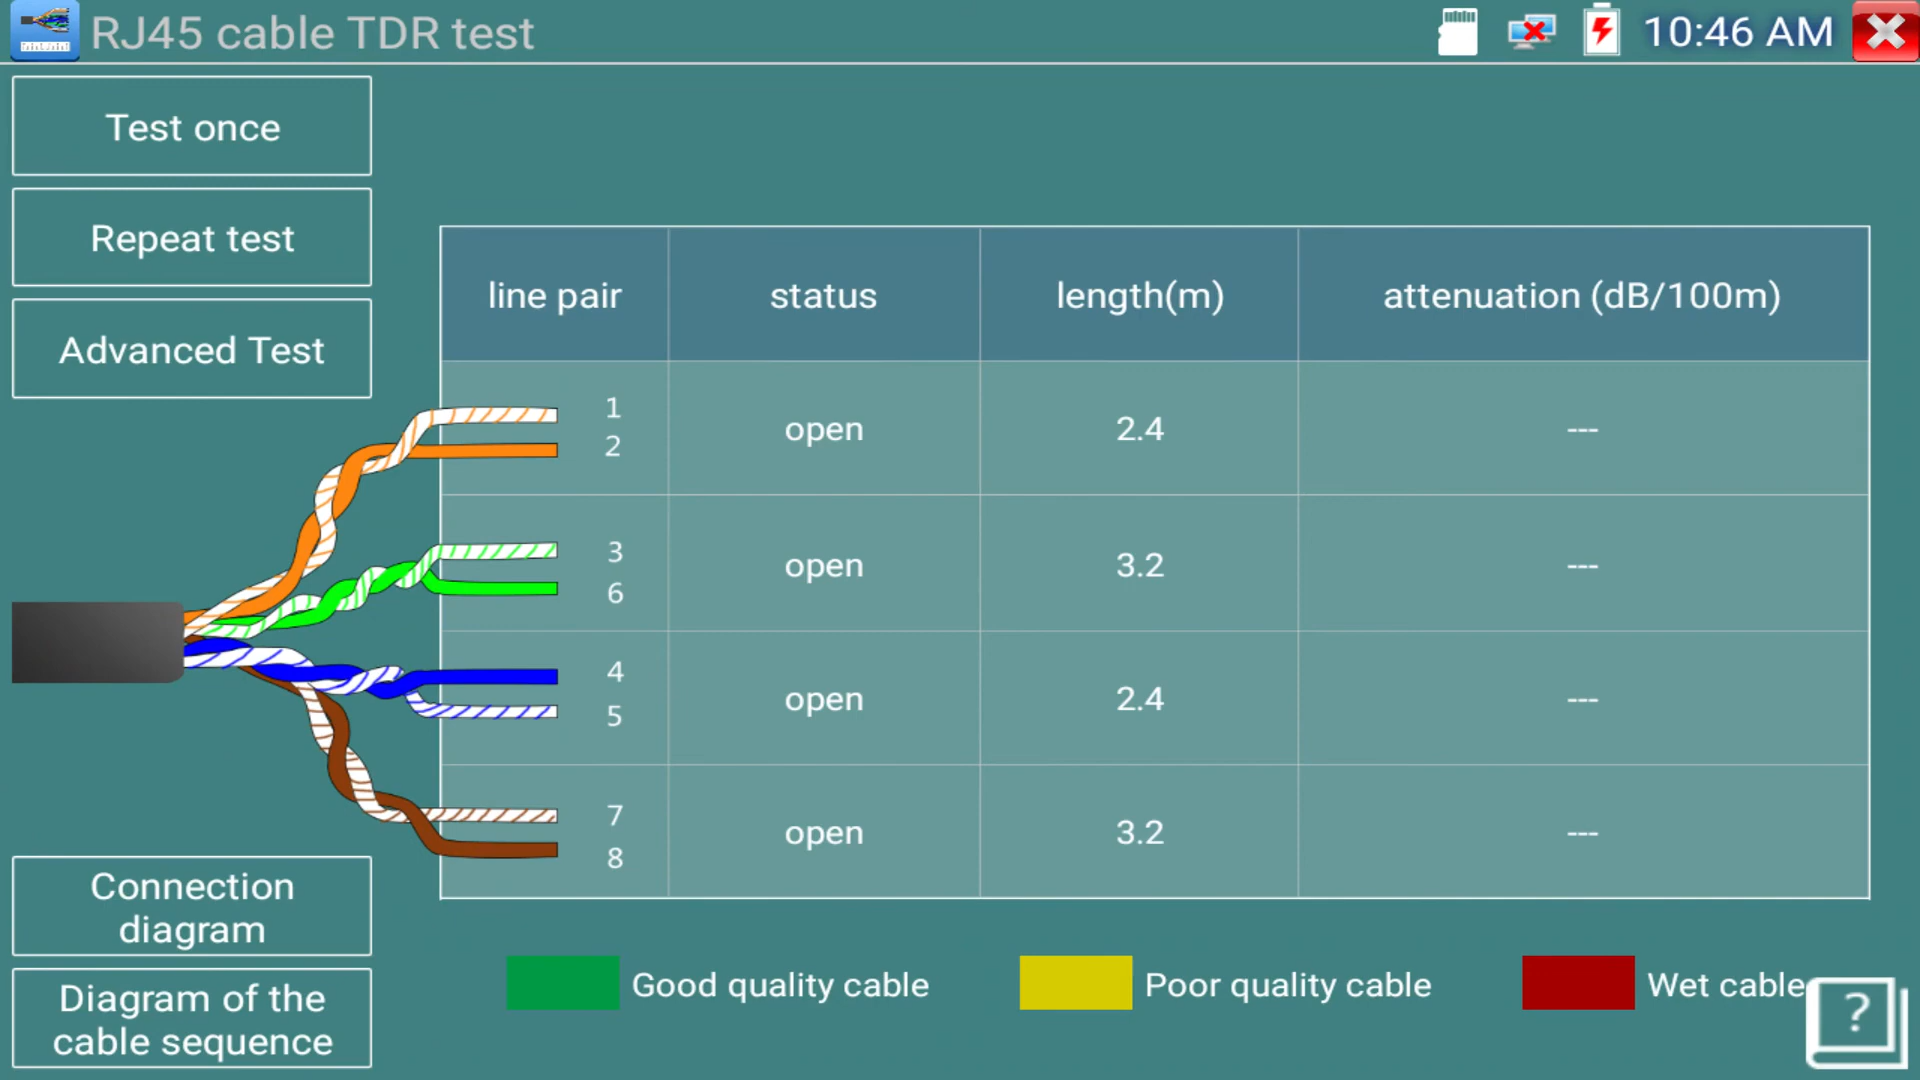 RJ45 cable TDR test
10:46 AM
Test once
Repeat test
Advanced Test
line pair status length(m) attenuation (dB/100m)
1
2
open 2.4 ---
3
6
open 3.2 ---
4
5
open 2.4 ---
7
8
open 3.2 ---
Connection
diagram
Diagram of the
cable sequence
Good quality cable Poor quality cable Wet cable
?